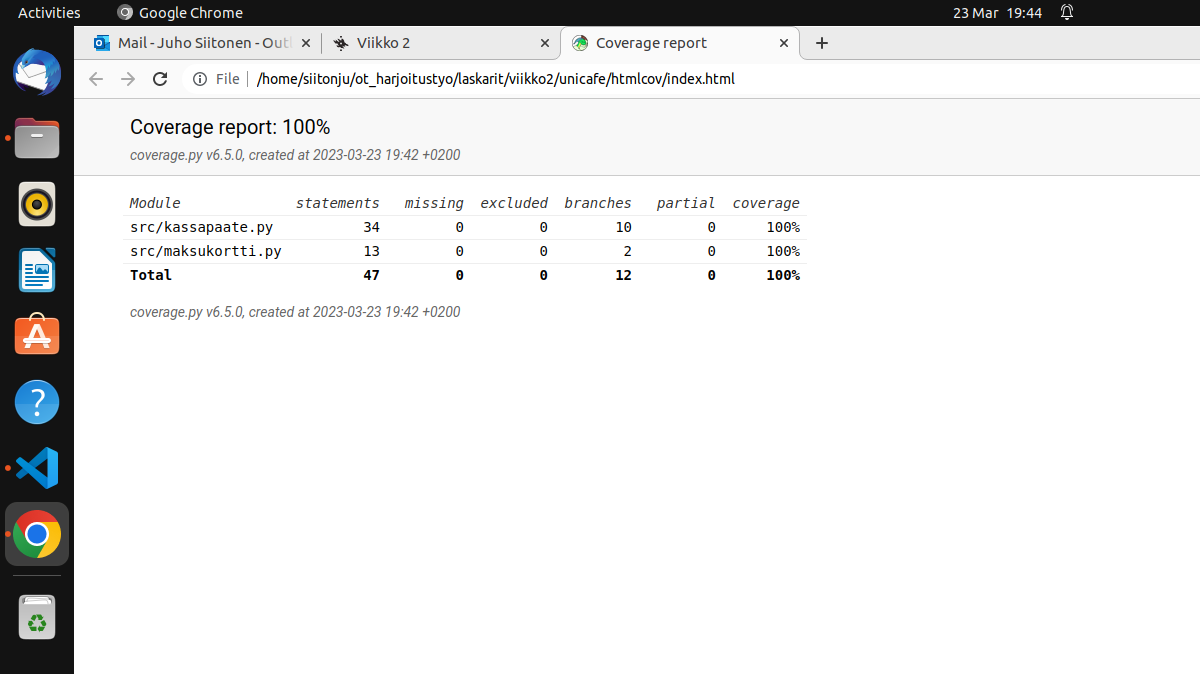 Activities Google Chrome 23 Mar 19:44
Mail - Juho Siitonen - Outl Viikko 2 Coverage report
File /home/siitonju/ot_harjoitustyo/laskarit/viikko2/unicafe/htmlcov/index.html
Coverage report: 100%
coverage.py v6.5.0, created at 2023-03-23 19:42 +0200
Module statements missing excluded branches partial coverage
src/kassapaate.py 34 0 0 10 0 100%
src/maksukortti.py 13 0 0 2 0 100%
Total 47 0 0 12 0 100%
coverage.py v6.5.0, created at 2023-03-23 19:42 +0200